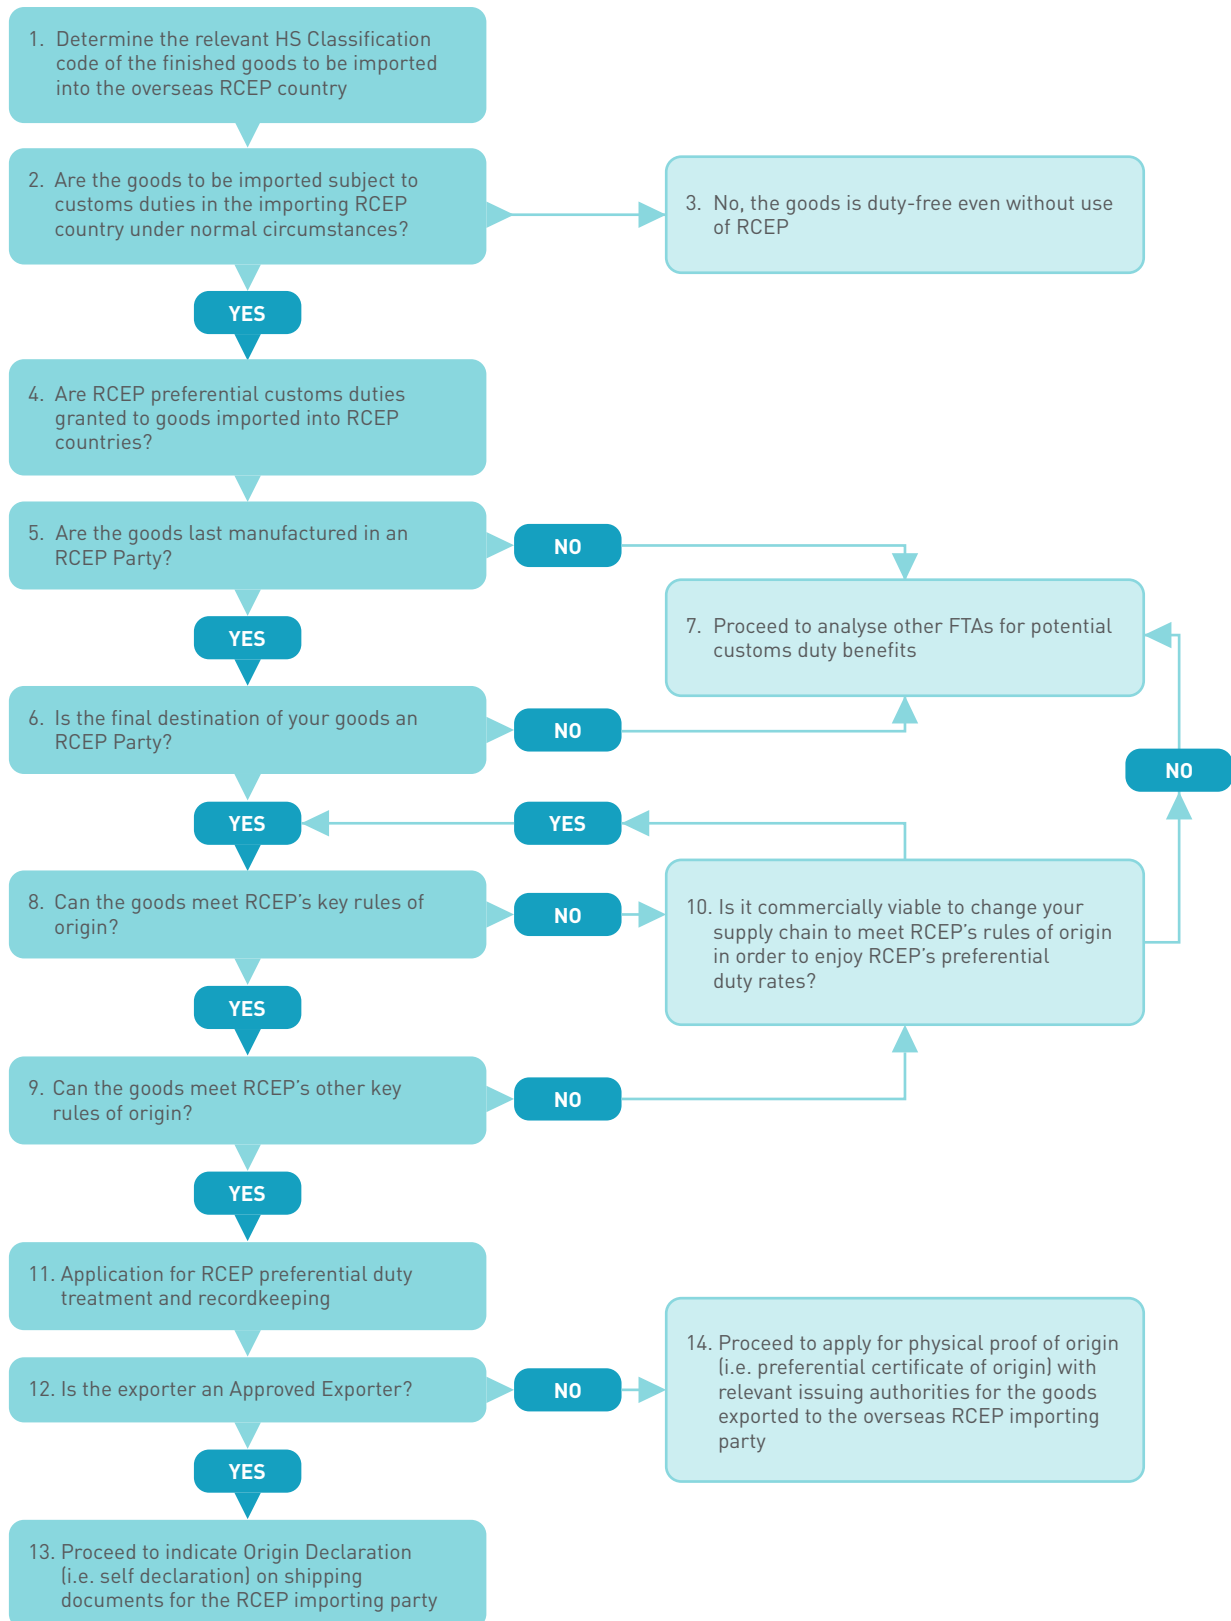 1. Determine the relevant HS Classification
code of the finished goods to be imported
into the overseas RCEP country
2. Are the goods to be imported subject to
customs duties in the importing RCEP
country under normal circumstances?
3. No, the goods is duty-free even without use
of RCEP
YES
4. Are RCEP preferential customs duties
granted to goods imported into RCEP
countries?
5. Are the goods last manufactured in an
RCEP Party?
NO
YES
7. Proceed to analyse other FTAs for potential
customs duty benefits
6. Is the final destination of your goods an
RCEP Party?
NO
NO
YES
YES
8. Can the goods meet RCEP's key rules of
origin?
NO
10. Is it commercially viable to change your
supply chain to meet RCEP's rules of origin
in order to enjoy RCEP's preferential
duty rates?
YES
9. Can the goods meet RCEP's other key
rules of origin?
NO
YES
11. Application for RCEP preferential duty
treatment and recordkeeping
12. Is the exporter an Approved Exporter?
NO
14. Proceed to apply for physical proof of origin
(i.e. preferential certificate of origin) with
relevant issuing authorities for the goods
exported to the overseas RCEP importing
party
YES
13. Proceed to indicate Origin Declaration
(i.e. self declaration) on shipping
documents for the RCEP importing party